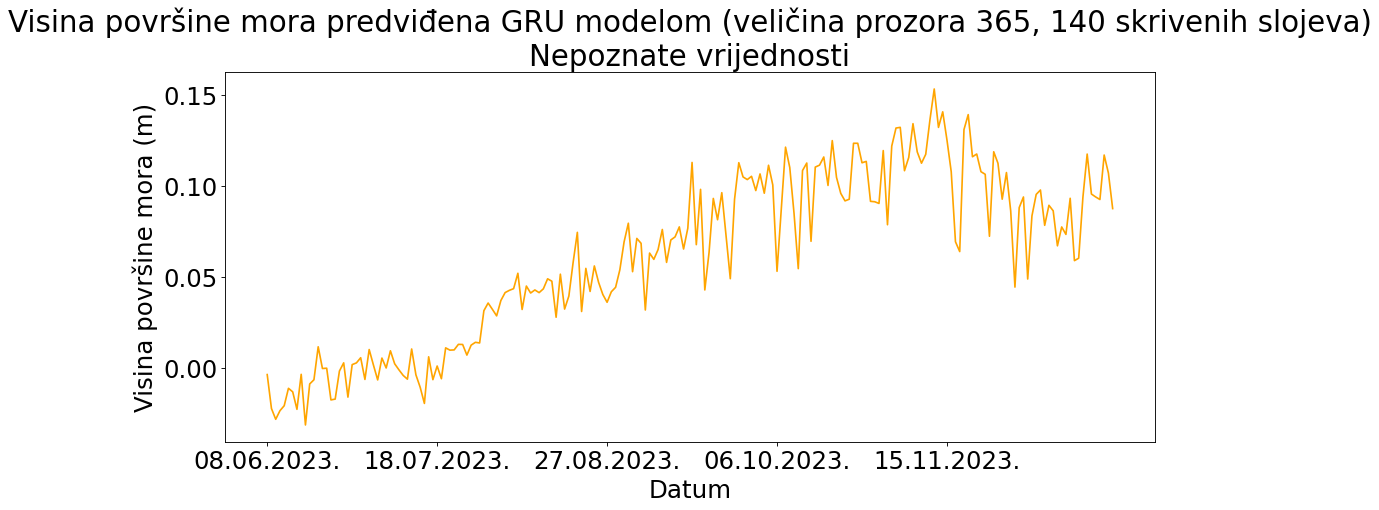 Visina površine mora predviđena GRU modelom (veličina prozora 365, 140 skrivenih slojeva)
Nepoznate vrijednosti
Visina površine mora (m)
0.15
0.10
0.05
0.00
08.06.2023. 18.07.2023. 27.08.2023. 06.10.2023. 15.11.2023.
Datum